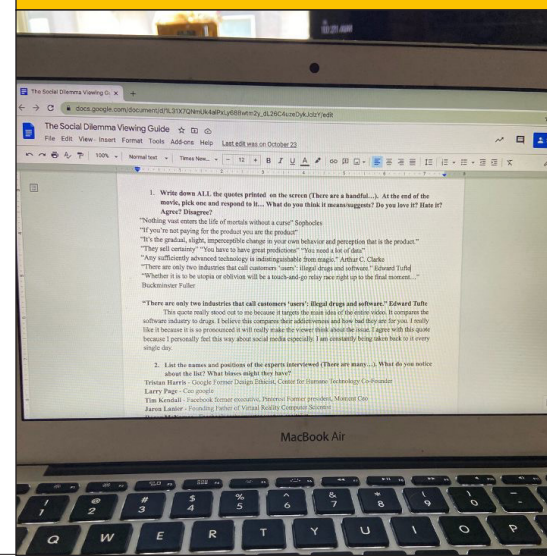 The Social Dilemma Viewing G
docs.google.com/document/d/
The Social Dilemma Viewing Guide
File Edit View Insert Format Tools Add-ons Help Last edit was on October 23
100% Normal text Times New... 12 B I U A
1. Write down ALL the quotes printed on the screen (There are a handful...). At the end of the
movie, pick one and respond to it... What do you think it means/suggests? Do you love it? Hate it?
Agree? Disagree?
"Nothing vast enters the life of mortals without a curse" Sophocles
"If you're not paying for the product you are the product"
"It's the gradual, slight, imperceptible change in your own behavior and perception that is the product."
"They sell certainty" "You have to have great predictions" "You need a lot of data"
"Any sufficiently advanced technology is indistinguishable from magic." Arthur C. Clarke
"There are only two industries that call customers 'users': illegal drugs and software." Edward Tufte
"Whether it is to be utopia or oblivion will be a touch-and-go relay race right up to the final moment..."
Buckminster Fuller
"There are only two industries that call customers 'users': illegal drugs and software." Edward Tufte
This quote really stood out to me because it targets the main idea of the entire video. It compares the
software industry to drugs. I believe this compares their addictiveness and how bad they are for you. I really
like it because it is so pronounced it will really make the viewer think about the issue. I agree with this quote
because I personally feel this way about social media especially. I am constantly being taken back to it every
single day.
2. List the names and positions of the experts interviewed (There are many...). What do you notice
about the list? What biases might they have?
Tristan Harris - Google Former Design Ethicist, Center for Humane Technology Co-Founder
Larry Page - Ceo google
Tim Kendall - Facebook former executive, Pinterest Former president, Moment Ceo
Jaron Lanier - Founding Father of Virtual Reality Computer Scientist
MacBook Air
! @ # $ % ^ & * ( )
1 2 3 4 5 6 7 8 9 0
Q W E R T Y U I O P